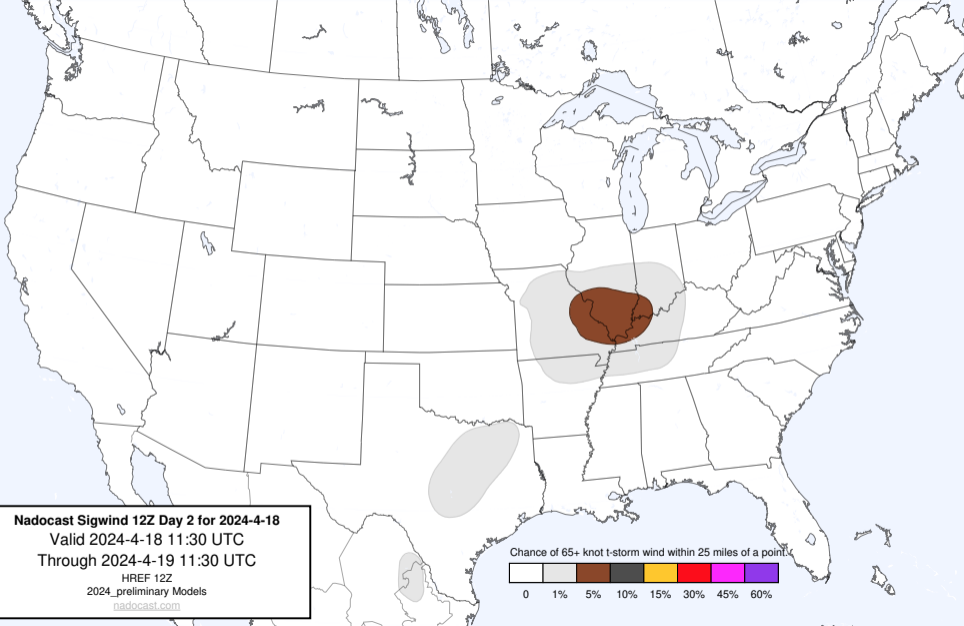 Nadocast Sigwind 12Z Day 2 for 2024-4-18
Valid 2024-4-18 11:30 UTC
Through 2024-4-19 11:30 UTC
HREF 12Z
2024_preliminary Models
nadocast.com
Chance of 65+ knot t-storm wind within 25 miles of a point.
0 1% 5% 10% 15% 30% 45% 60%